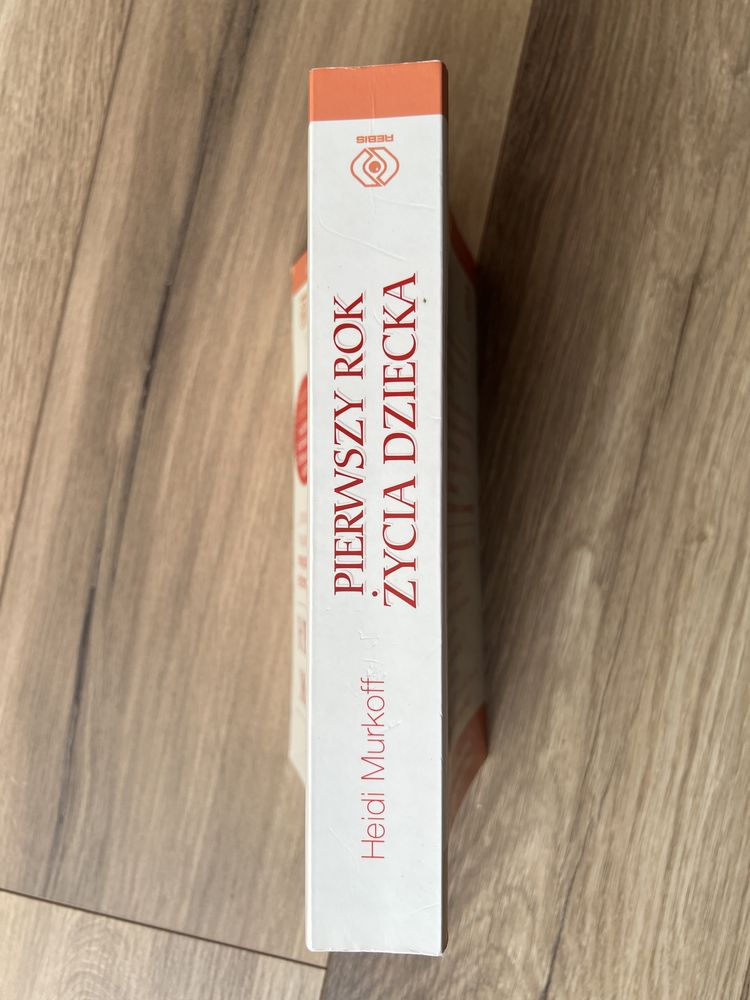 Heidi Murkoff
PIERWSZY ROK
ŻYCIA DZIECKA
REBIS